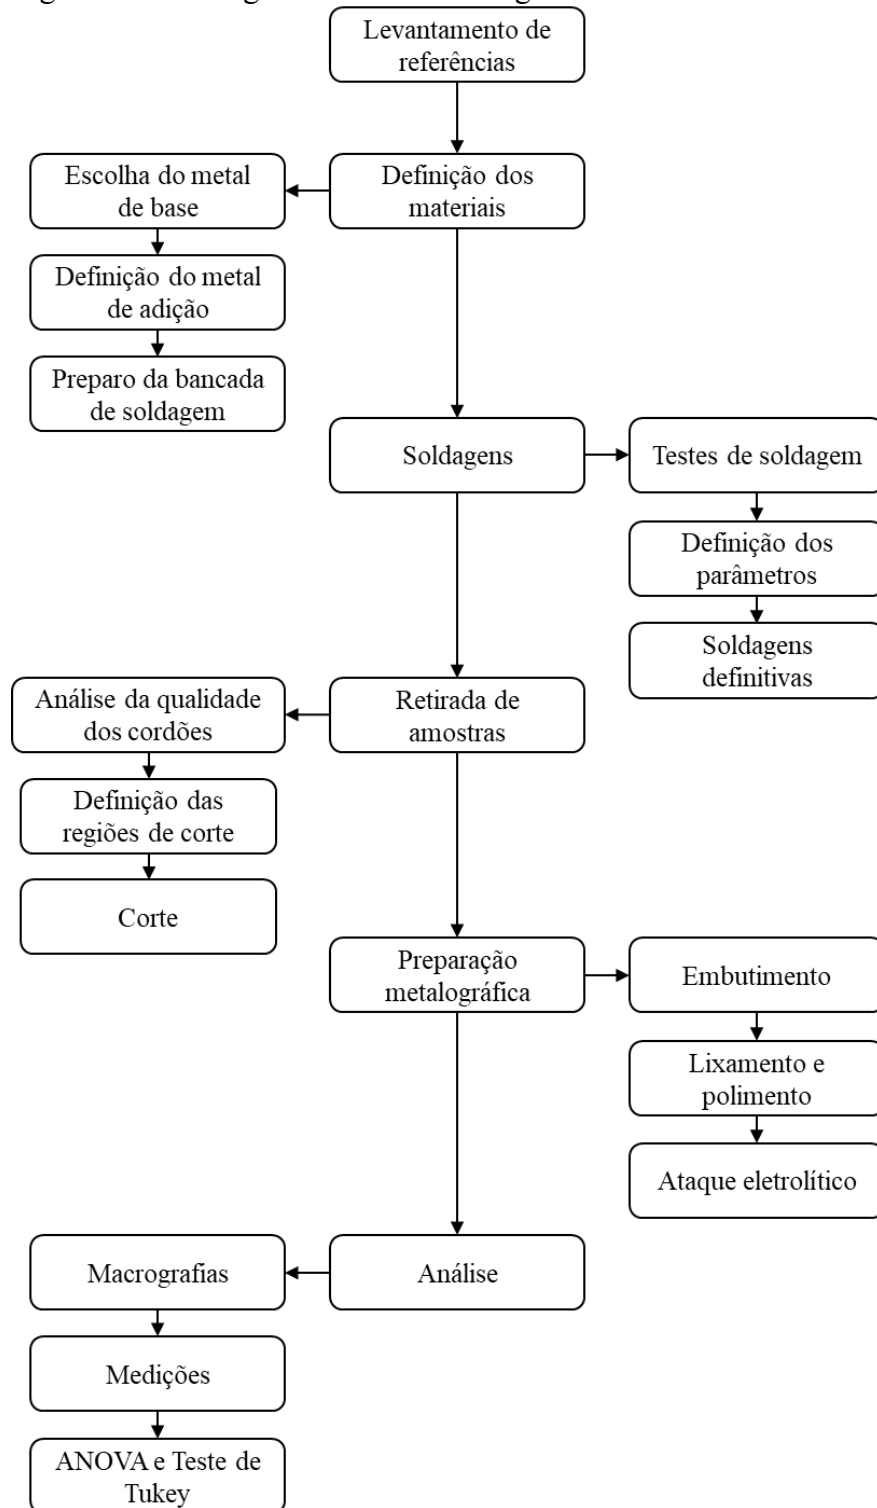 Levantamento de
referências
Escolha do metal
de base
Definição dos
materiais
Definição do metal
de adição
Preparo da bancada
de soldagem
Soldagens
Testes de soldagem
Definição dos
parâmetros
Soldagens
definitivas
Análise da qualidade
dos cordões
Retirada de
amostras
Definição das
regiões de corte
Corte
Preparação
metalográfica
Embutimento
Lixamento e
polimento
Ataque eletrolítico
Macrografias
Análise
Medições
ANOVA e Teste de
Tukey